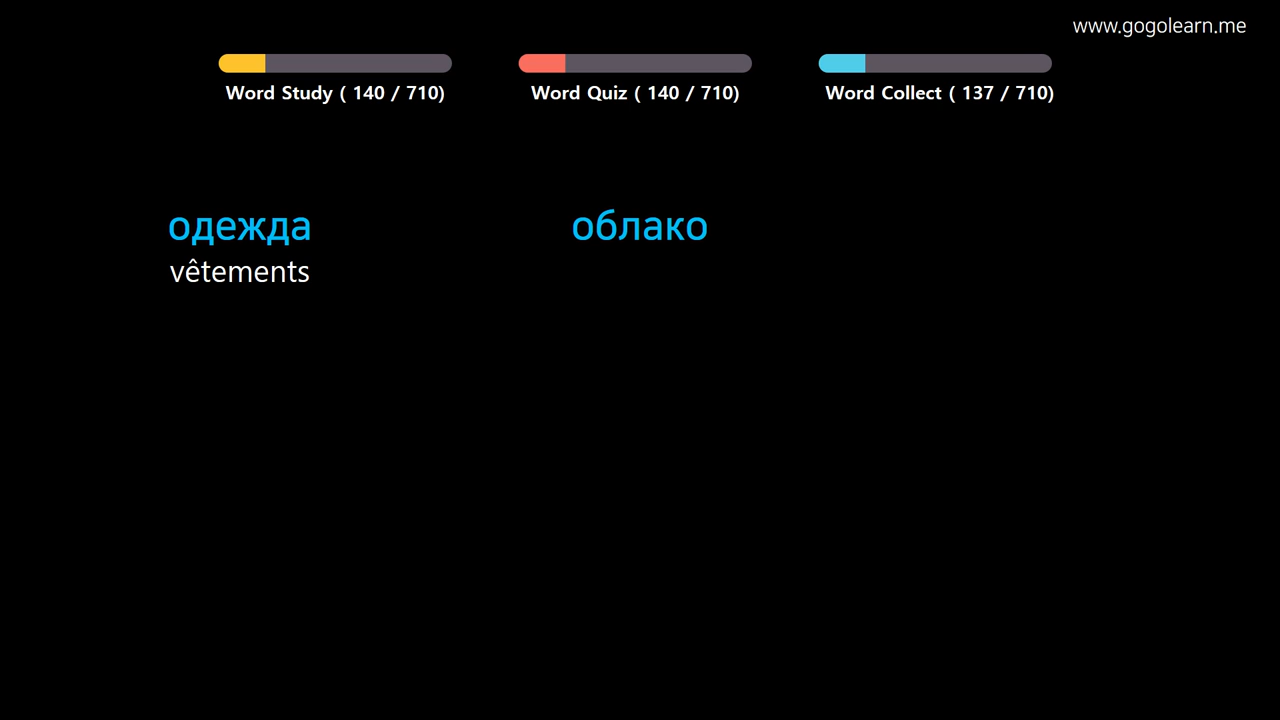 www.gogolearn.me
Word Study ( 140 / 710)
Word Quiz ( 140 / 710)
Word Collect ( 137 / 710)
одежда
облако
vêtements